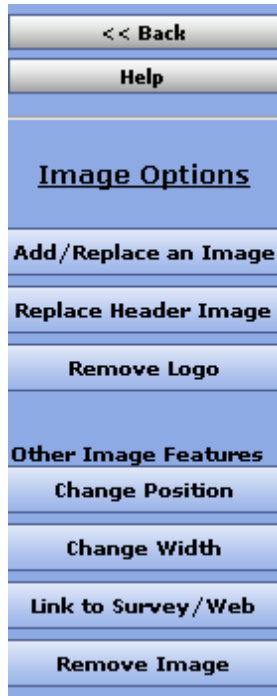 << Back
Help
Image Options
Add/Replace an Image
Replace Header Image
Remove Logo
Other Image Features
Change Position
Change Width
Link to Survey/Web
Remove Image